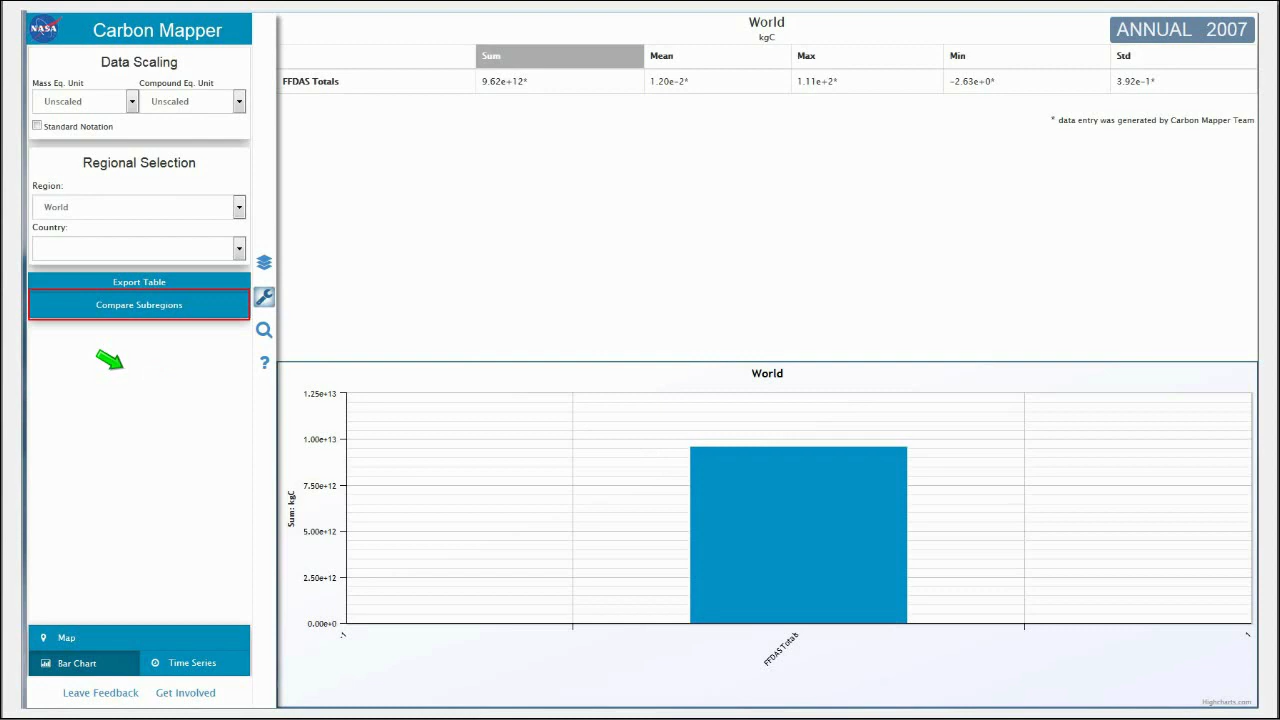 NASA
Carbon Mapper
Data Scaling
Mass Eq. Unit Compound Eq. Unit
Unscaled Unscaled
Standard Notation
Regional Selection
Region:
World
Country:
Export Table
Compare Subregions
?
Map
Bar Chart Time Series
Leave Feedback Get Involved
World
kgC
ANNUAL 2007
Sum Mean Max Min Std
FFDAS Totals 9.62e+12* 1.20e-2* 1.11e+2* -2.63e+0* 3.92e-1*
* data entry was generated by Carbon Mapper Team
World
1.25e+13
1.00e+13
7.50e+12
5.00e+12
2.50e+12
0.00e+0
Sum: kgC
-1 FFDAS Totals 1
Highcharts.com